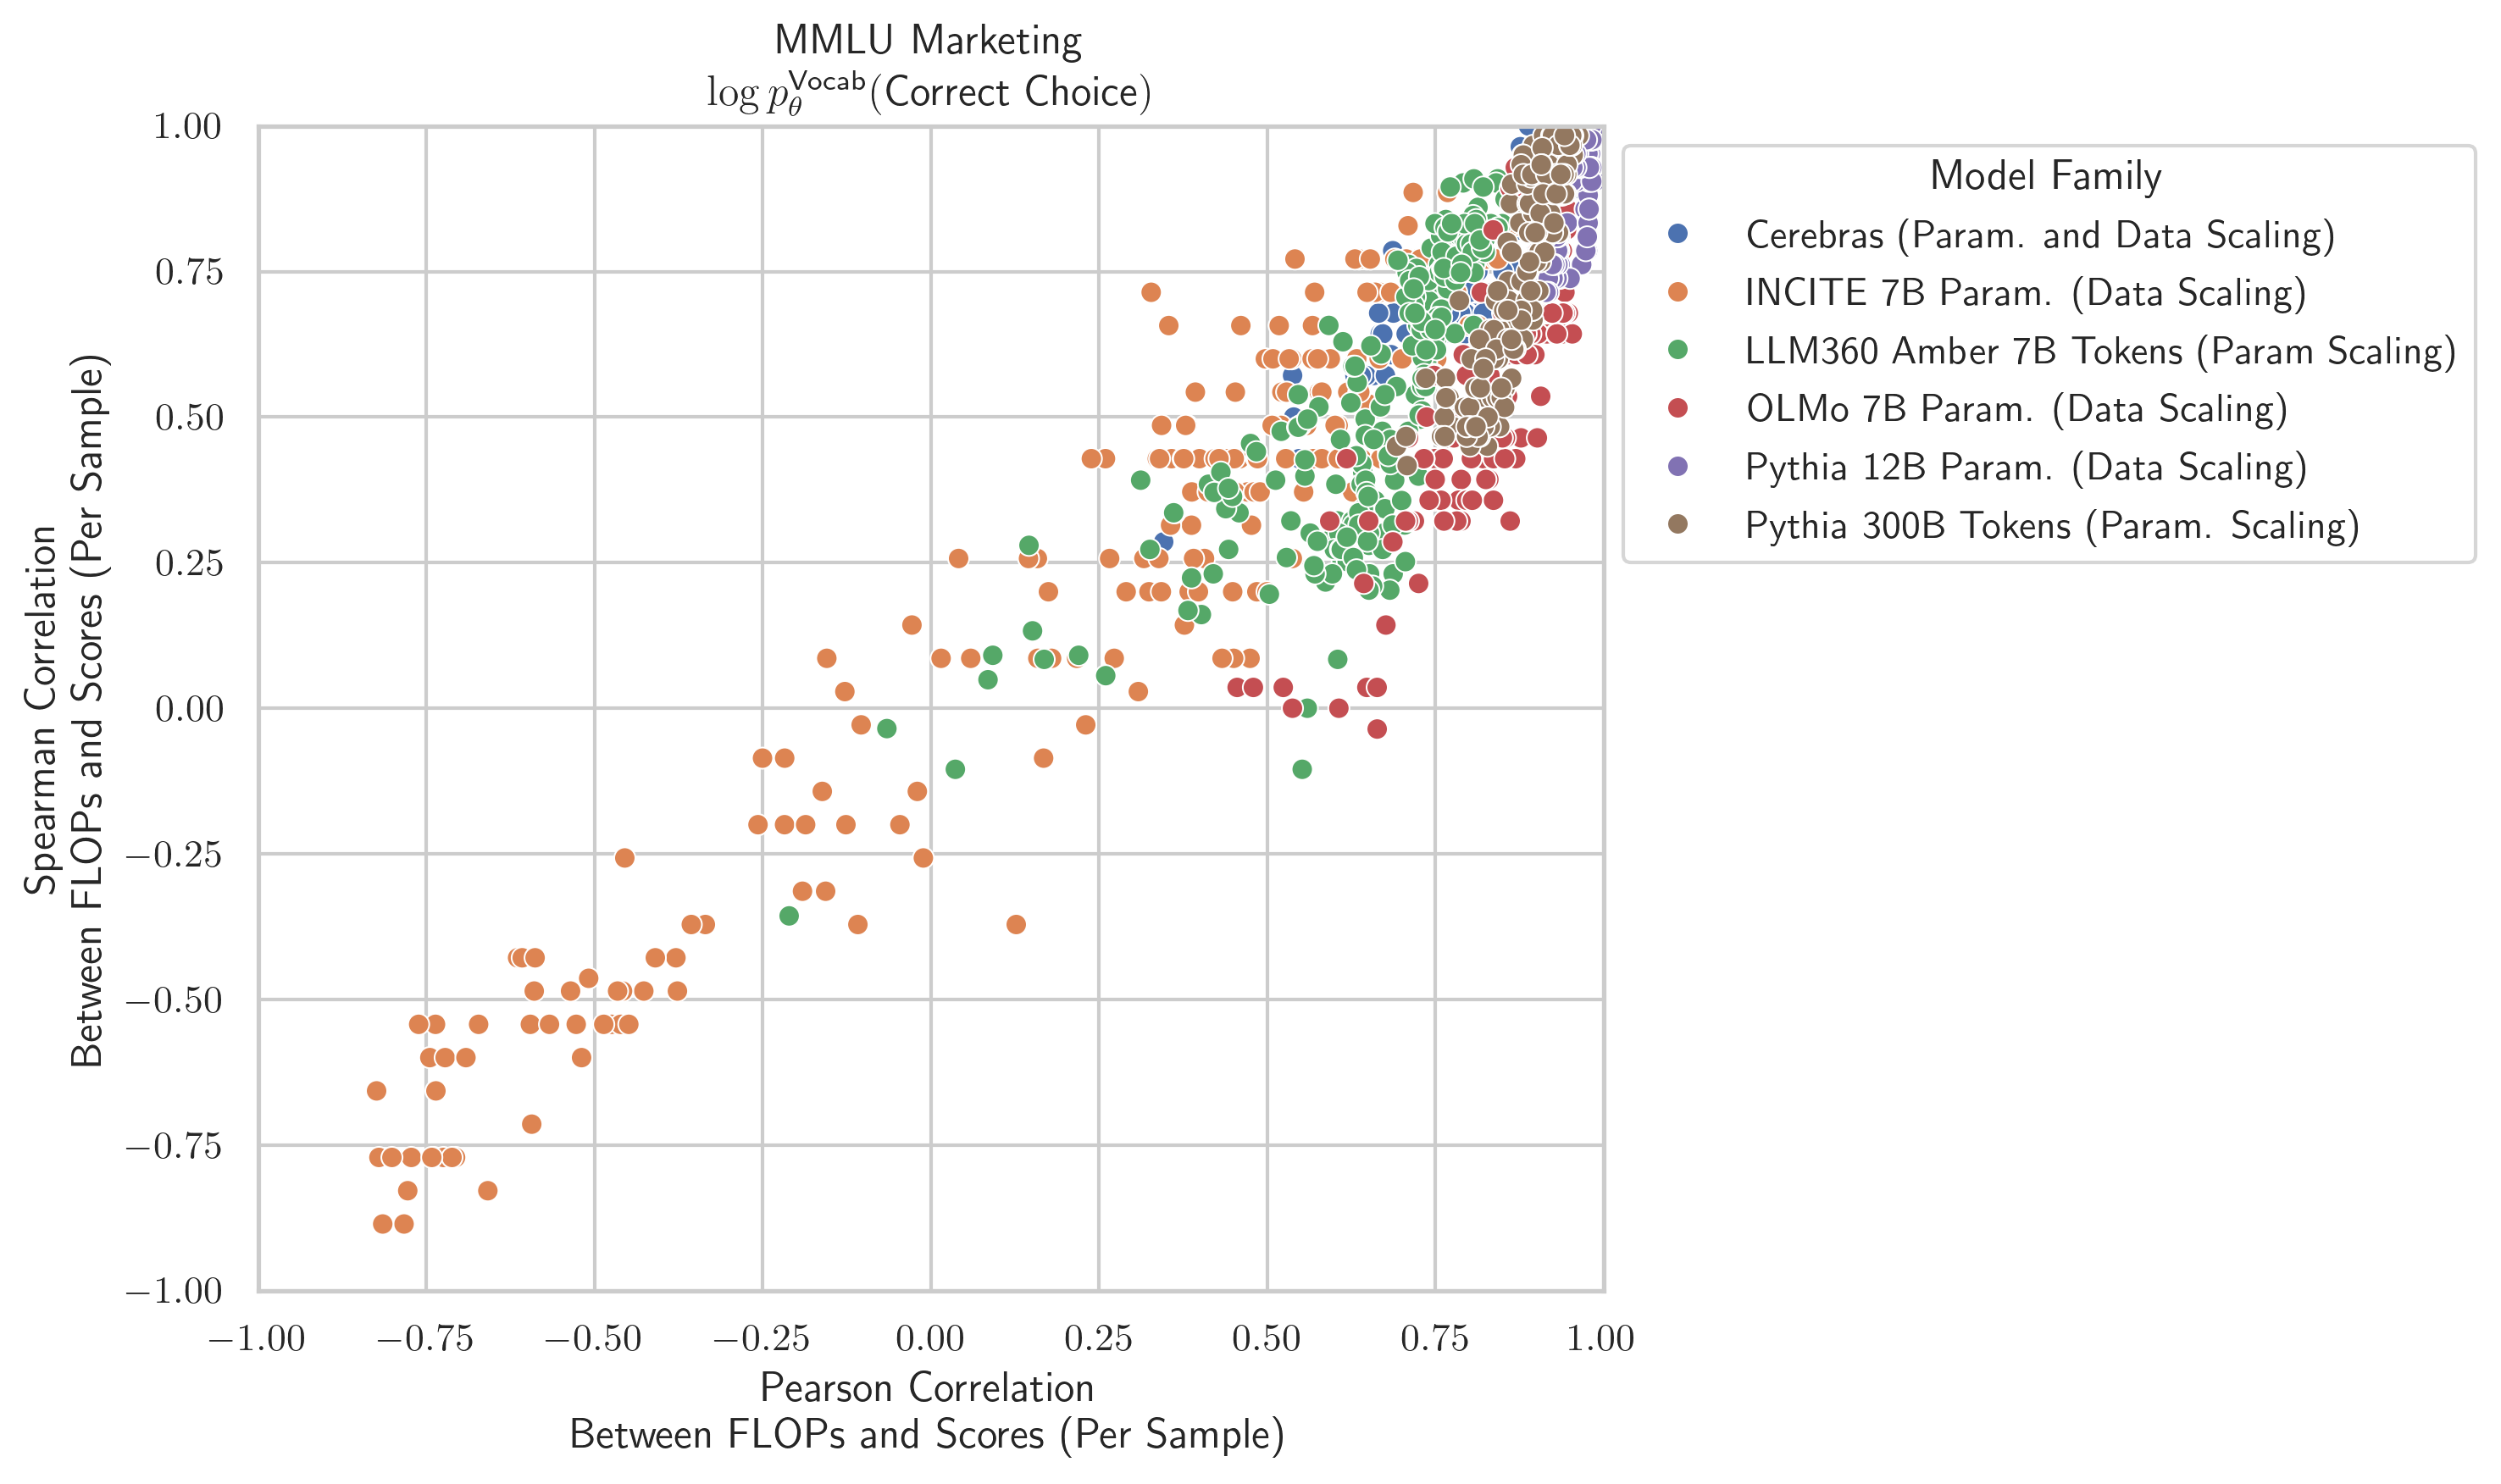 MMLU Marketing
log p_θ^Vocab(Correct Choice)
1.00
0.75
0.50
0.25
0.00
−0.25
−0.50
−0.75
−1.00
Spearman Correlation
Between FLOPs and Scores (Per Sample)
−1.00
−0.75
−0.50
−0.25
0.00
0.25
0.50
0.75
1.00
Pearson Correlation
Between FLOPs and Scores (Per Sample)
Model Family
Cerebras (Param. and Data Scaling)
INCITE 7B Param. (Data Scaling)
LLM360 Amber 7B Tokens (Param Scaling)
OLMo 7B Param. (Data Scaling)
Pythia 12B Param. (Data Scaling)
Pythia 300B Tokens (Param. Scaling)